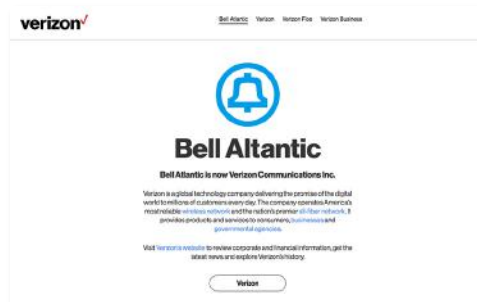 verizon✓
Bell Atlantic Verizon Verizon Fios Verizon Business
Bell Altantic
Bell Atlantic is now Verizon Communications Inc.
Verizon is a global technology company delivering the promise of the digital
world to millions of customers every day. The company operates America's
most reliable wireless network and the nation's premier all-fiber network. It
provides products and services to consumers, businesses and
governmental agencies.
Visit Verizon's website to review corporate and financial information, get the
latest news and explore Verizon's history.
Verizon